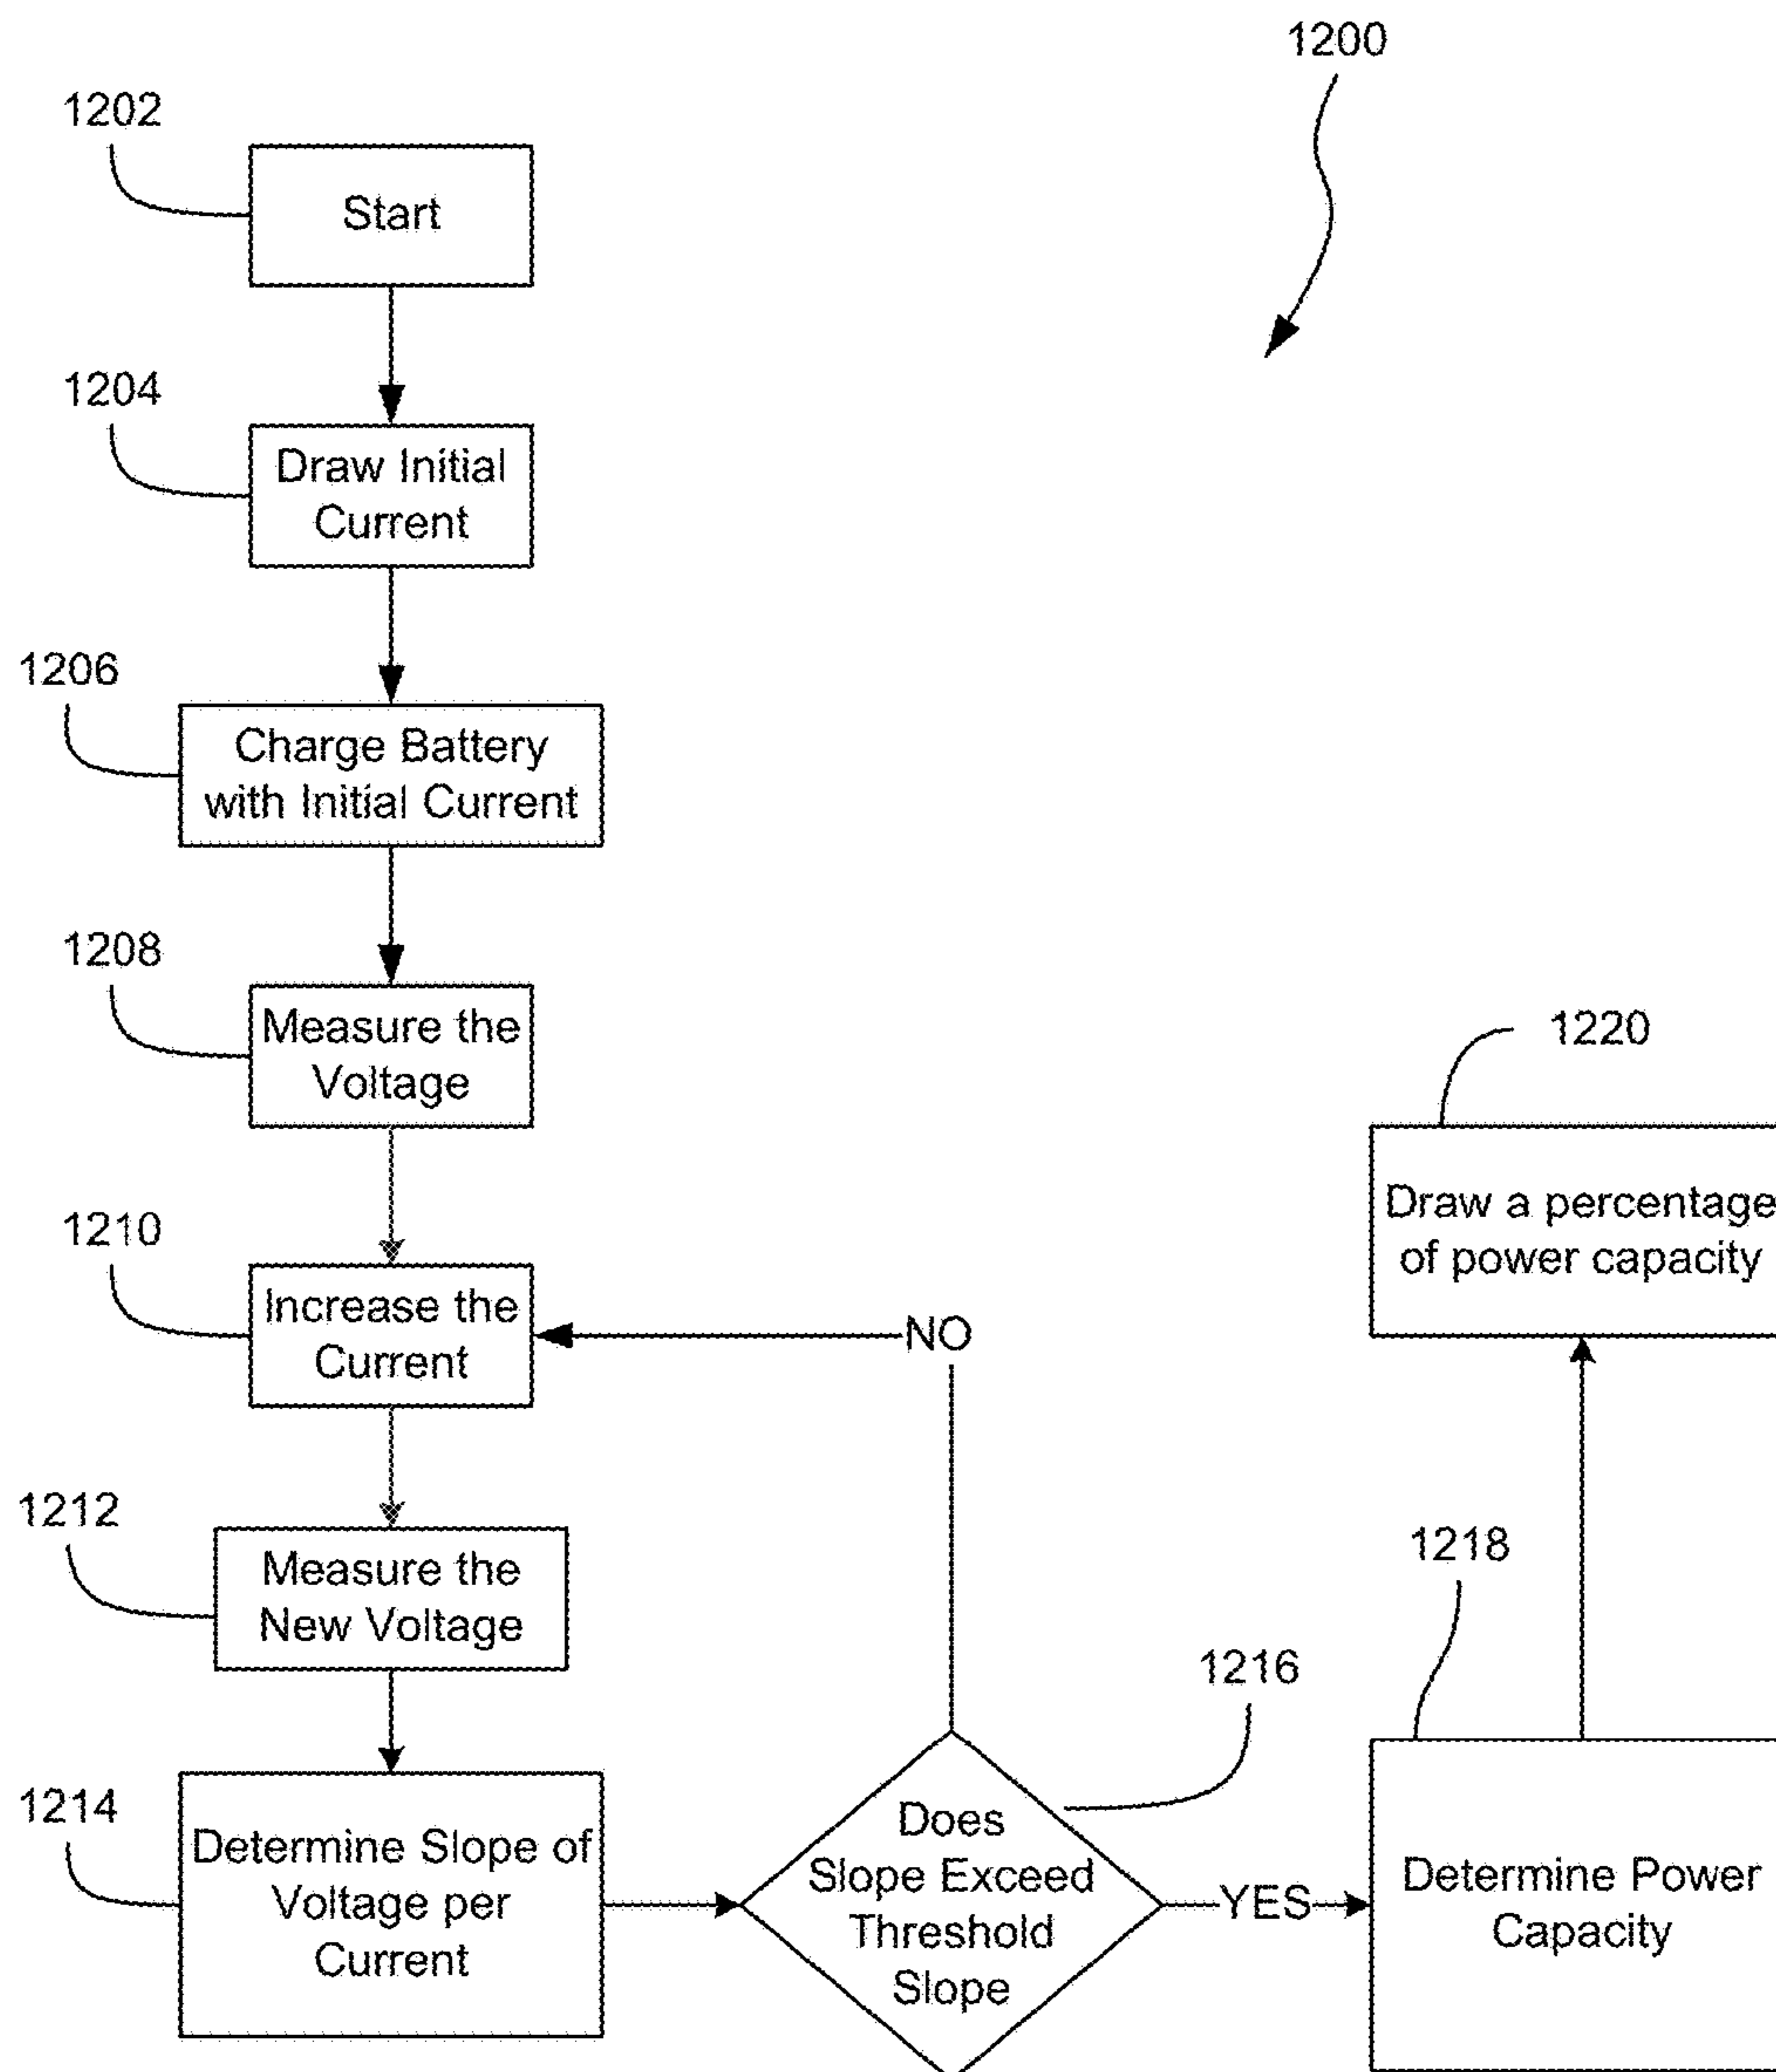 1200
1202
Start
1204
Draw Initial
Current
1206
Charge Battery
with Initial Current
1208
Measure the
Voltage
1210
Increase the
Current
NO
1212
Measure the
New Voltage
1214
Determine Slope of
Voltage per
Current
1216
Does
Slope Exceed
Threshold
Slope
YES
1218
Determine Power
Capacity
1220
Draw a percentage
of power capacity